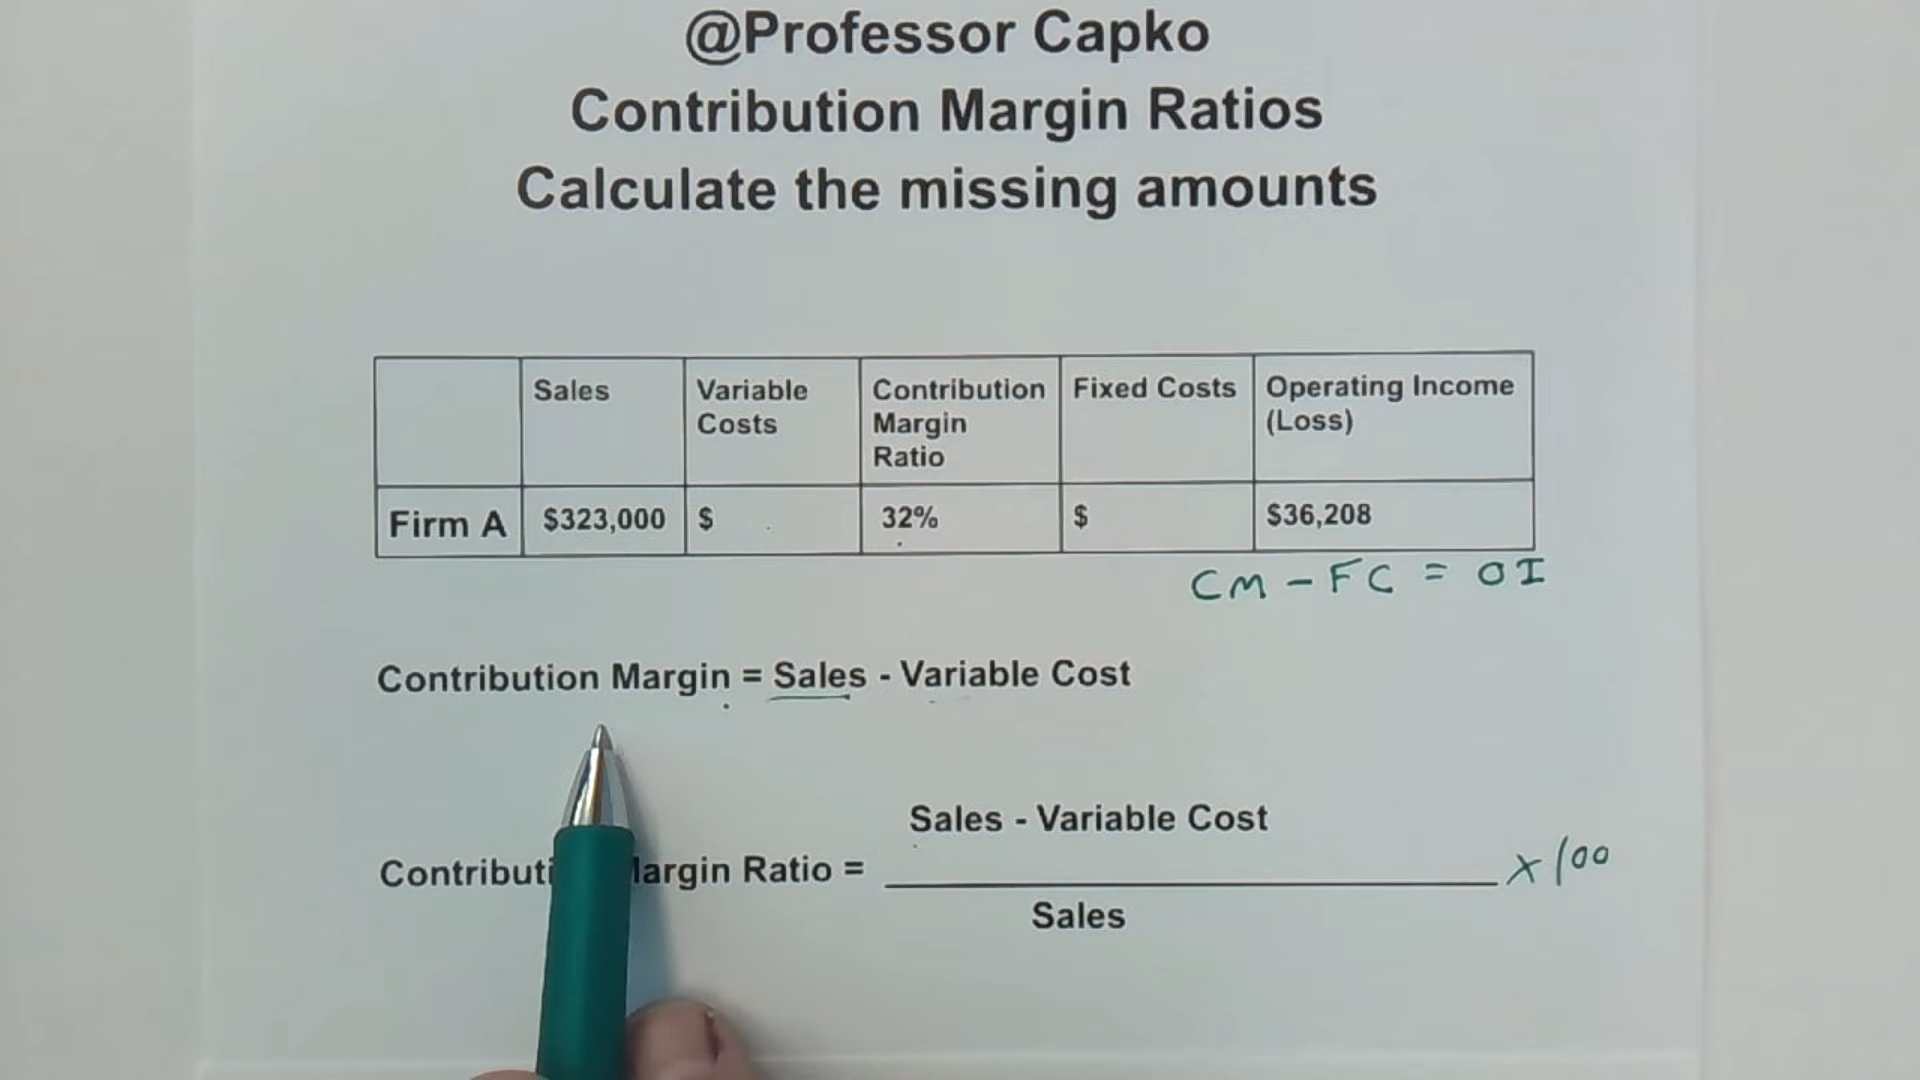 @Professor Capko
Contribution Margin Ratios
Calculate the missing amounts
Sales
Variable Costs
Contribution Margin Ratio
Fixed Costs
Operating Income (Loss)
Firm A
$323,000
$
32%
$
$36,208
CM - FC = OI
Contribution Margin = Sales - Variable Cost
Sales - Variable Cost
Contributi argin Ratio =
x 100
Sales